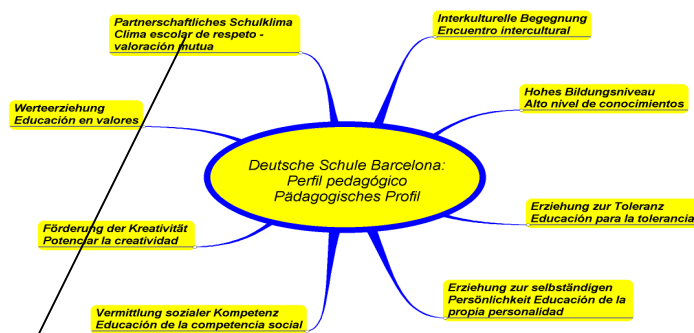 Partnerschaftliches Schulklima
Clima escolar de respeto -
valoración mutua
Interkulturelle Begegnung
Encuentro intercultural
Werteerziehung
Educación en valores
Hohes Bildungsniveau
Alto nivel de conocimientos
Deutsche Schule Barcelona:
Perfil pedagógico
Pädagogisches Profil
Förderung der Kreativität
Potenciar la creatividad
Erziehung zur Toleranz
Educación para la tolerancia
Vermittlung sozialer Kompetenz
Educación de la competencia social
Erziehung zur selbständigen
Persönlichkeit Educación de la
propia personalidad